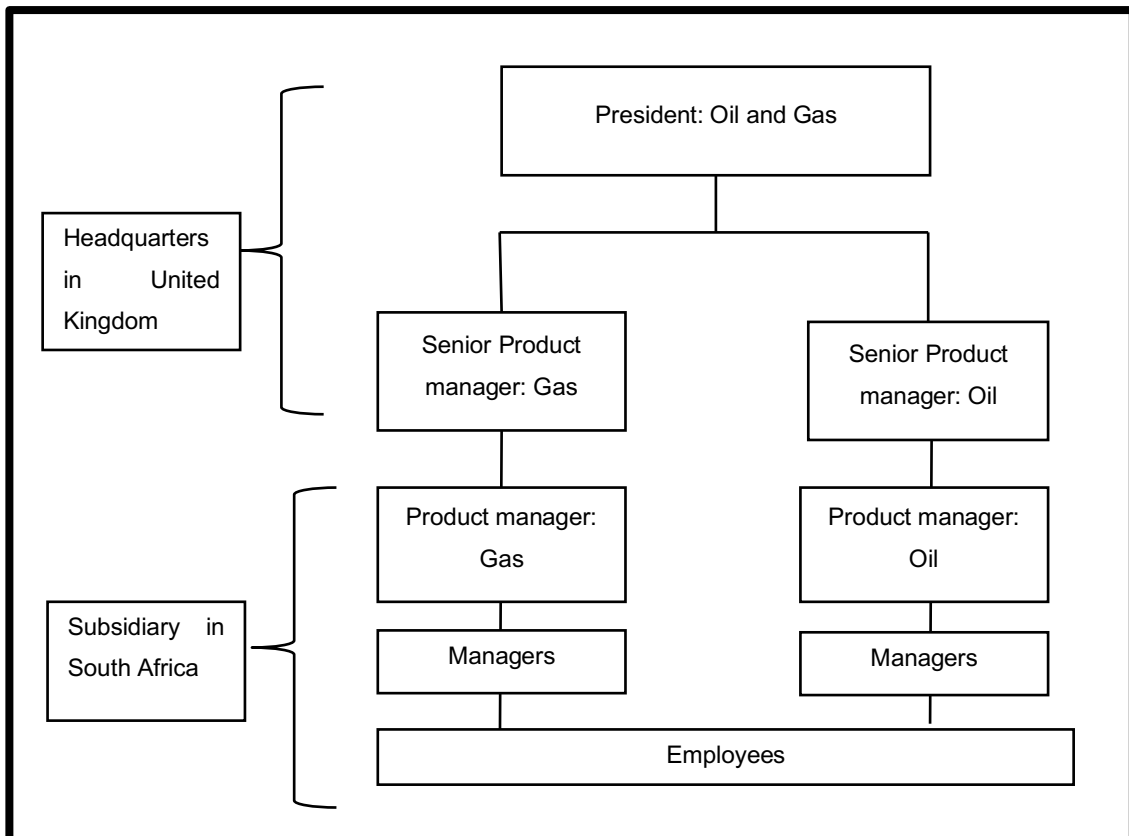 President: Oil and Gas
Headquarters
in United
Kingdom
Senior Product
manager: Gas
Senior Product
manager: Oil
Product manager:
Gas
Product manager:
Oil
Subsidiary in
South Africa
Managers
Managers
Employees